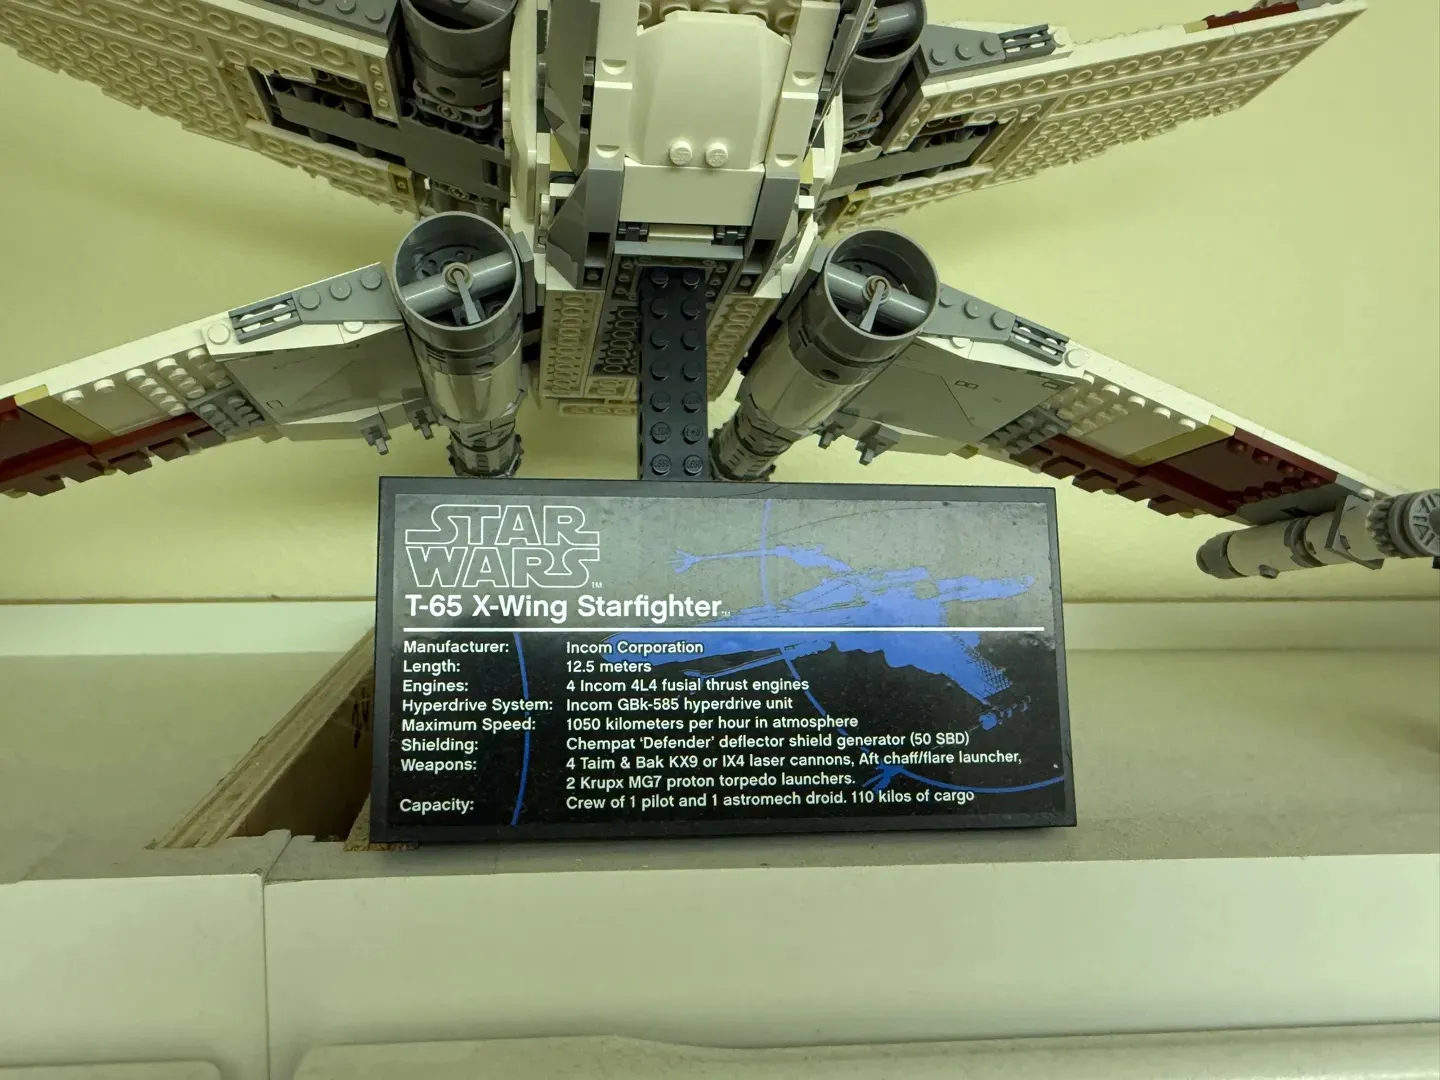 STAR
WARS™
T-65 X-Wing Starfighter™
Manufacturer: Incom Corporation
Length: 12.5 meters
Engines: 4 Incom 4L4 fusial thrust engines
Hyperdrive System: Incom GBk-585 hyperdrive unit
Maximum Speed: 1050 kilometers per hour in atmosphere
Shielding: Chempat ‘Defender’ deflector shield generator (50 SBD)
Weapons: 4 Taim & Bak KX9 or IX4 laser cannons, Aft chaff/flare launcher,
2 Krupx MG7 proton torpedo launchers.
Capacity: Crew of 1 pilot and 1 astromech droid. 110 kilos of cargo